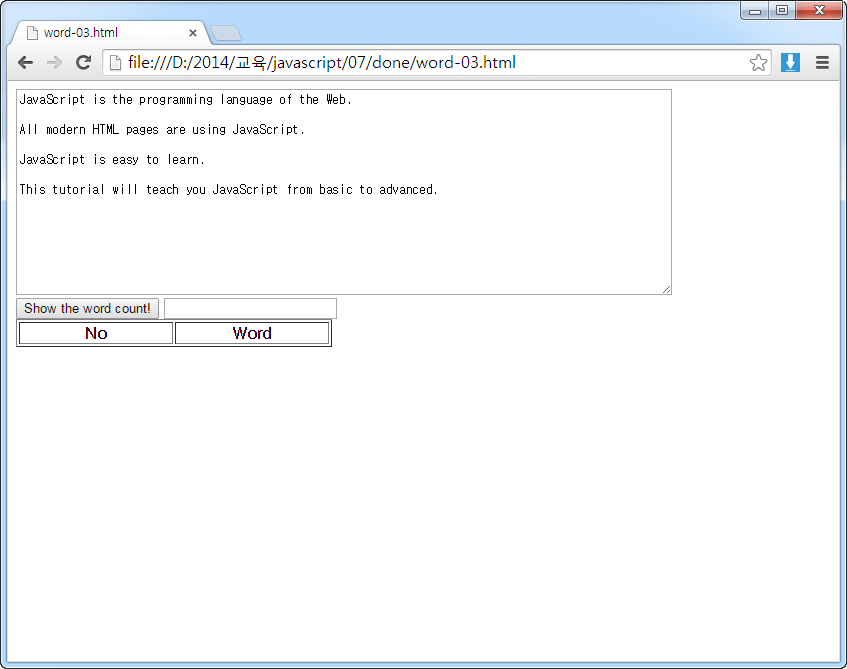 word-03.html
file:///D:/2014/교육/javascript/07/done/word-03.html
JavaScript is the programming language of the Web.
All modern HTML pages are using JavaScript.
JavaScript is easy to learn.
This tutorial will teach you JavaScript from basic to advanced.
Show the word count!
No Word